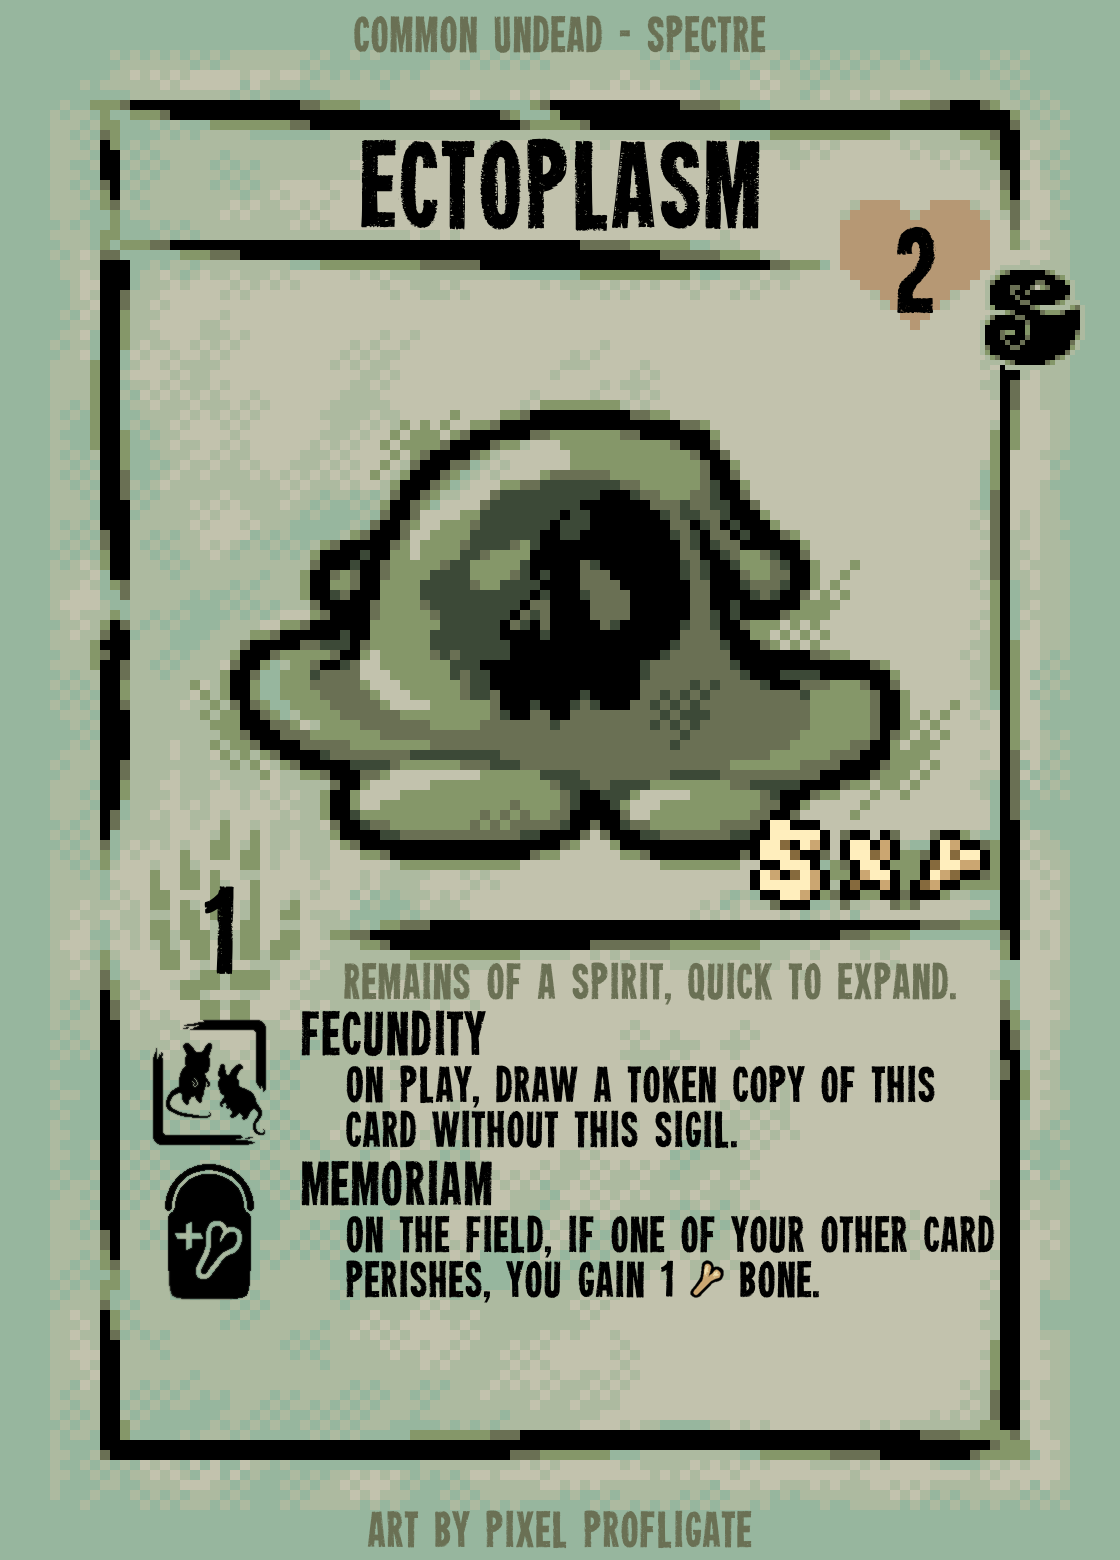 COMMON UNDEAD - SPECTRE
ECTOPLASM
2
5 X
1
REMAINS OF A SPIRIT, QUICK TO EXPAND.
FECUNDITY
ON PLAY, DRAW A TOKEN COPY OF THIS
CARD WITHOUT THIS SIGIL.
MEMORIAM
+
ON THE FIELD, IF ONE OF YOUR OTHER CARD
PERISHES, YOU GAIN 1 BONE.
ART BY PIXEL PROFLIGATE